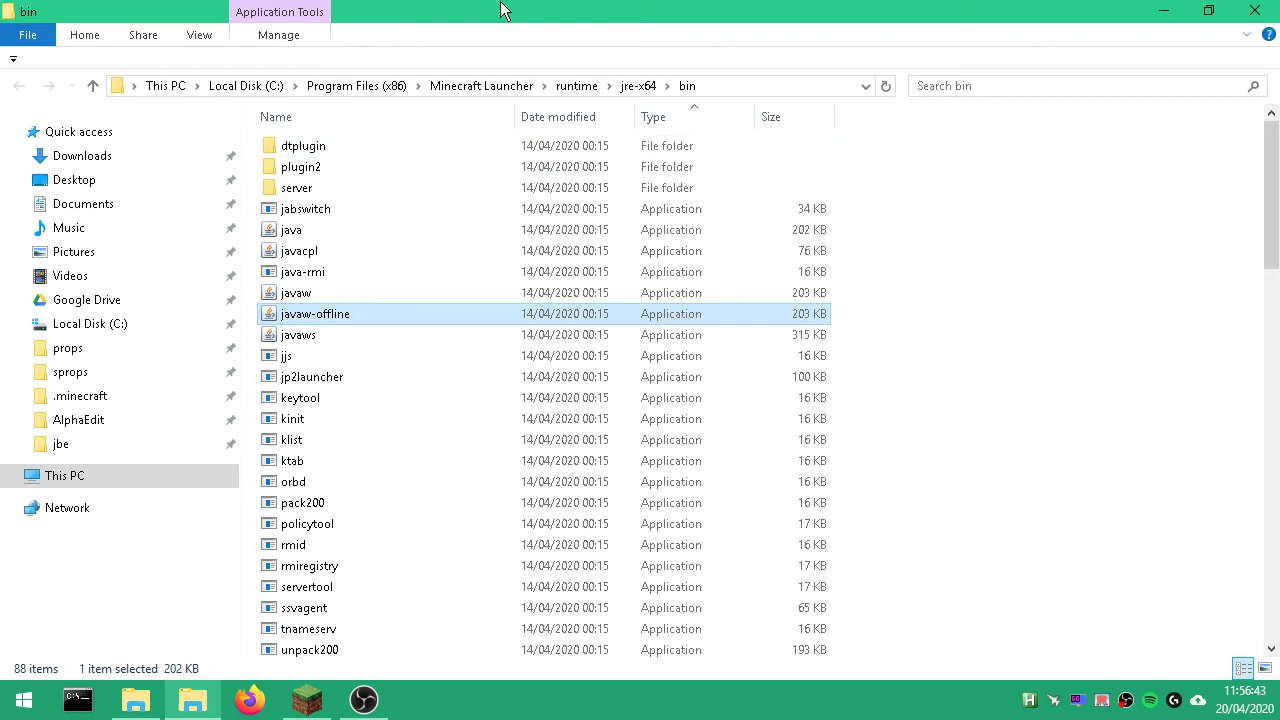 bin Application Tools
File Home Share View Manage
This PC Local Disk (C:) Program Files (x86) Minecraft Launcher runtime jre-x64 bin Search bin
Name Date modified Type Size
Quick access
Downloads
Desktop
Documents
Music
Pictures
Videos
Google Drive
Local Disk (C:)
props
sprops
.minecraft
AlphaEdit
jbe
This PC
Network
dtplugin 14/04/2020 00:15 File folder
plugin2 14/04/2020 00:15 File folder
server 14/04/2020 00:15 File folder
jabswitch 14/04/2020 00:15 Application 34 KB
java 14/04/2020 00:15 Application 202 KB
javacpl 14/04/2020 00:15 Application 76 KB
java-rmi 14/04/2020 00:15 Application 16 KB
javaw 14/04/2020 00:15 Application 203 KB
javaw-offline 14/04/2020 00:15 Application 203 KB
javaws 14/04/2020 00:15 Application 315 KB
jjs 14/04/2020 00:15 Application 16 KB
jp2launcher 14/04/2020 00:15 Application 100 KB
keytool 14/04/2020 00:15 Application 16 KB
kinit 14/04/2020 00:15 Application 16 KB
klist 14/04/2020 00:15 Application 16 KB
ktab 14/04/2020 00:15 Application 16 KB
orbd 14/04/2020 00:15 Application 16 KB
pack200 14/04/2020 00:15 Application 16 KB
policytool 14/04/2020 00:15 Application 17 KB
rmid 14/04/2020 00:15 Application 16 KB
rmiregistry 14/04/2020 00:15 Application 17 KB
servertool 14/04/2020 00:15 Application 17 KB
ssvagent 14/04/2020 00:15 Application 65 KB
tnameserv 14/04/2020 00:15 Application 16 KB
unpack200 14/04/2020 00:15 Application 193 KB
88 items 1 item selected 202 KB
11:56:43
20/04/2020